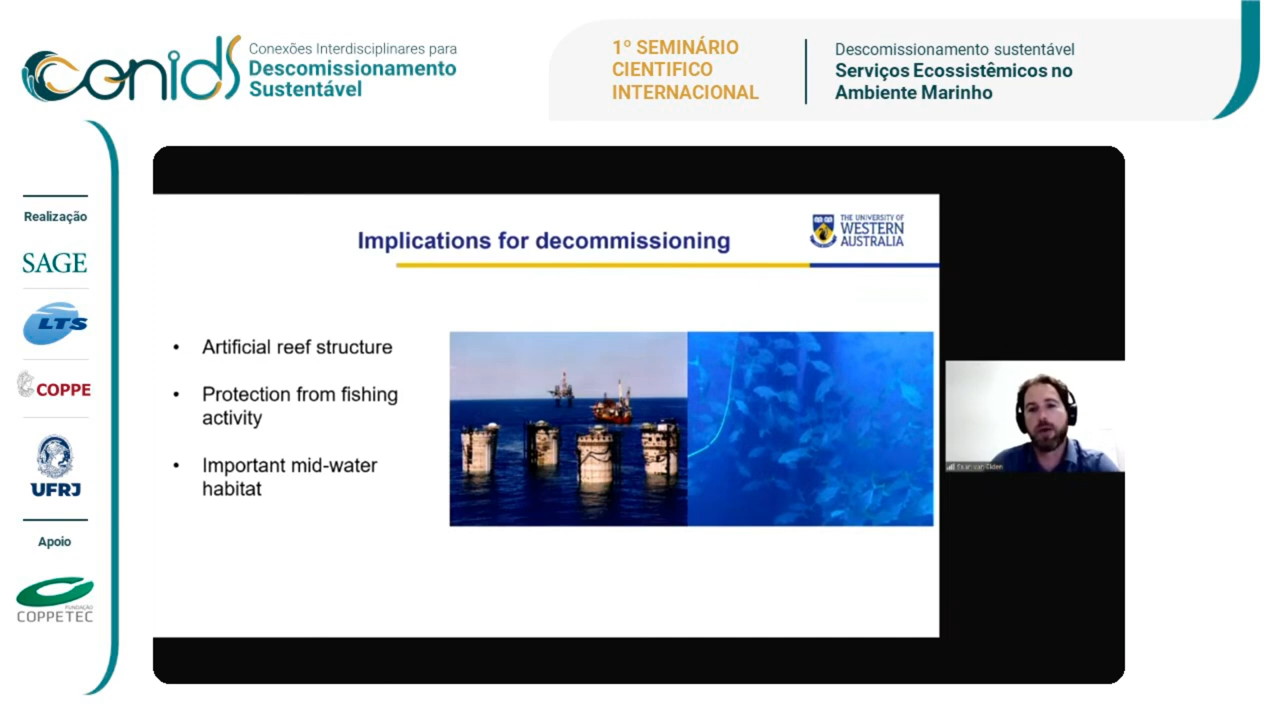 conids
Conexões Interdisciplinares para
Descomissionamento
Sustentável
1º SEMINÁRIO
CIENTIFICO
INTERNACIONAL
Descomissionamento sustentável
Serviços Ecossistêmicos no
Ambiente Marinho
Realização
SAGE
LTS
COPPE
UFRJ
Apoio
FUNDAÇÃO
COPPETEC
Implications for decommissioning
THE UNIVERSITY OF
WESTERN
AUSTRALIA
• Artificial reef structure
• Protection from fishing
activity
• Important mid-water
habitat